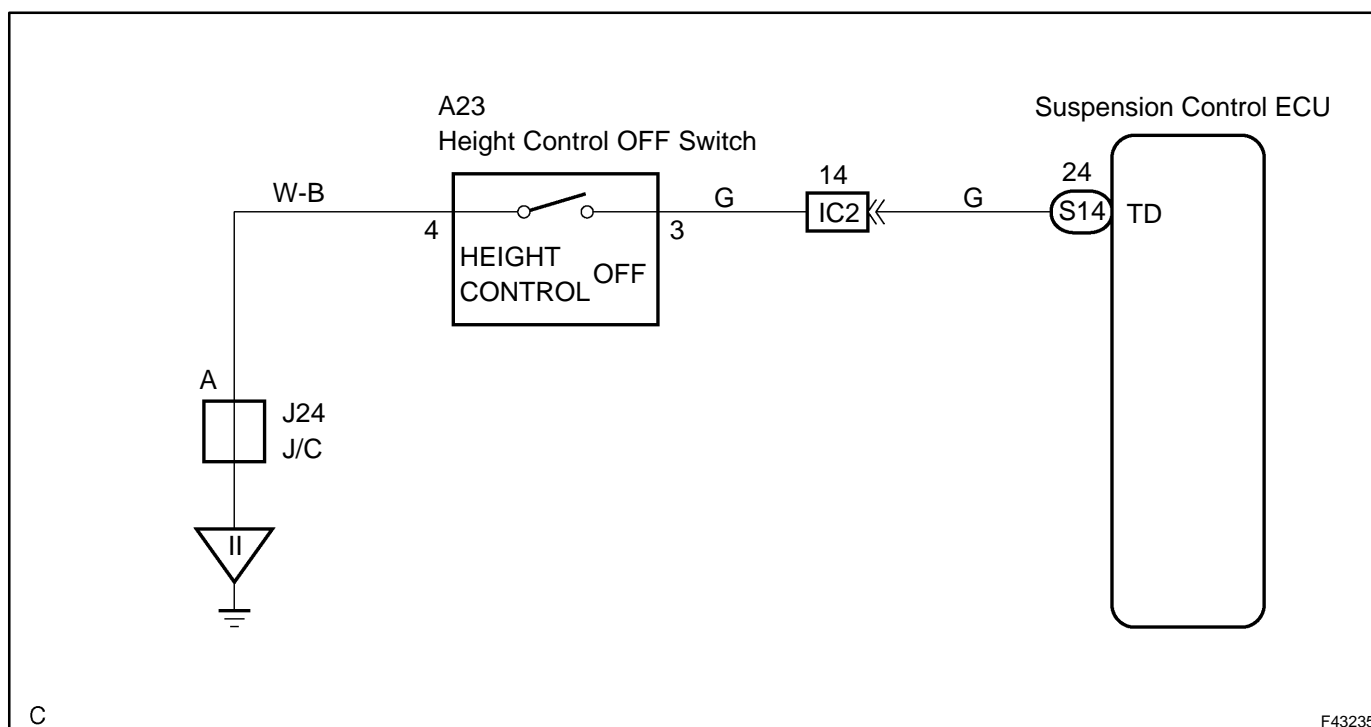 A23
Height Control OFF Switch
Suspension Control ECU
W-B
4
3
G
14
IC2
G
24
S14
TD
HEIGHT
CONTROL
OFF
A
J24
J/C
II
C
F43235